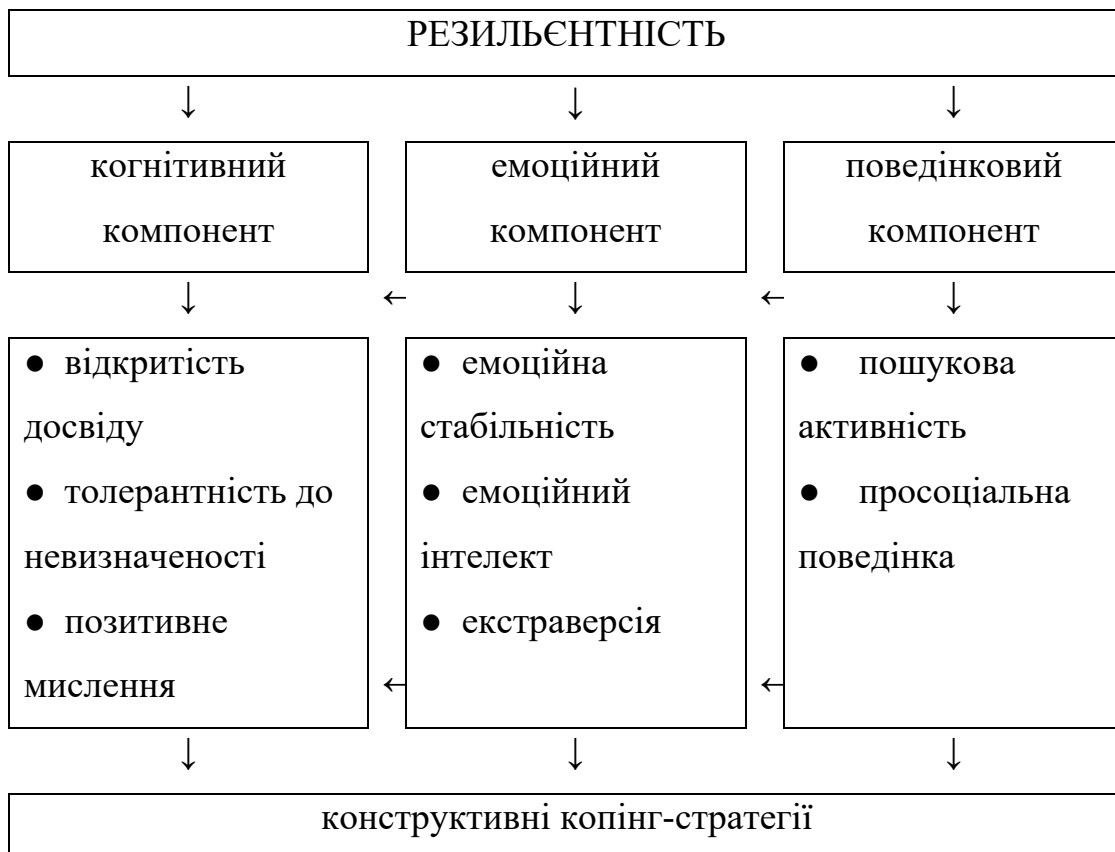 РЕЗИЛЬЄНТНІСТЬ
↓ ↓ ↓
когнітивний
компонент
емоційний
компонент
поведінковий
компонент
↓ ← ↓ ← ↓
● відкритість
досвіду
● толерантність до
невизначеності
● позитивне
мислення
←
● емоційна
стабільність
● емоційний
інтелект
● екстраверсія
←
● пошукова
активність
● просоціальна
поведінка
↓ ↓ ↓
конструктивні копінг-стратегії